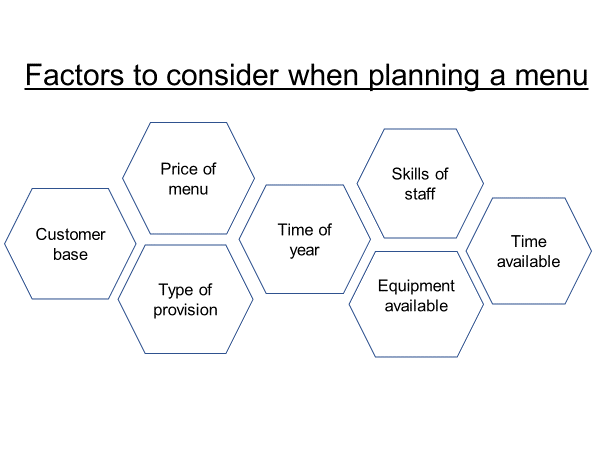 Factors to consider when planning a menu
Customer
base
Price of
menu
Type of
provision
Time of
year
Skills of
staff
Equipment
available
Time
available